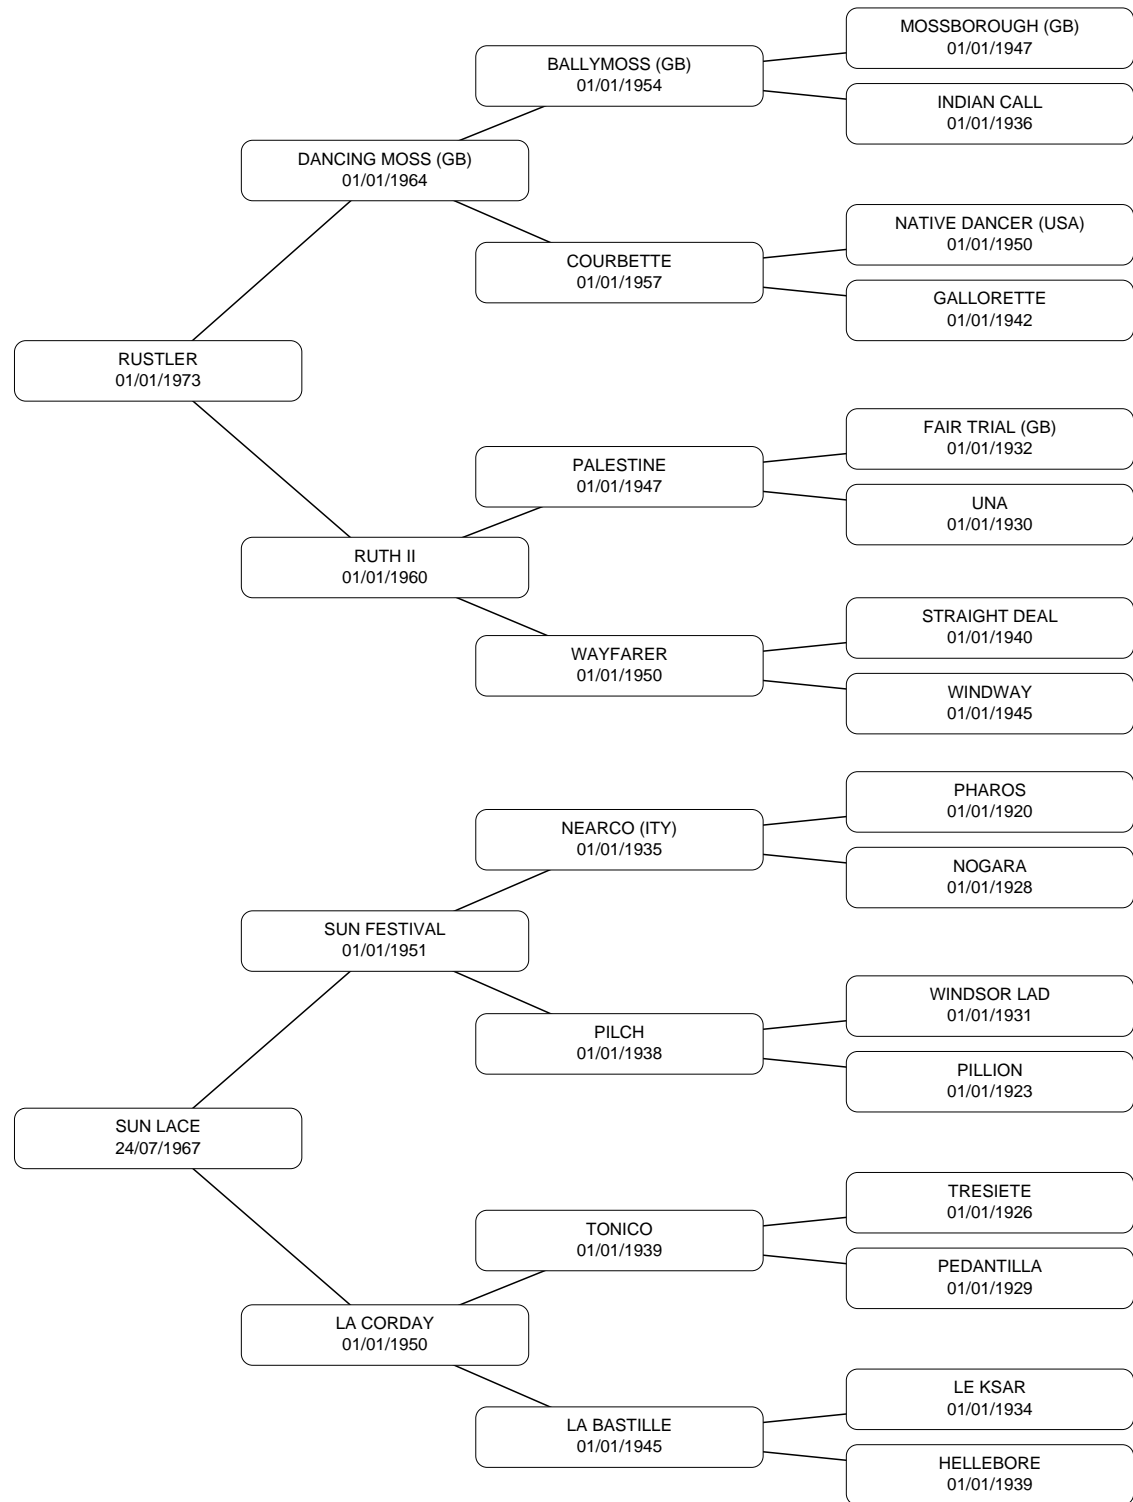 MOSSBOROUGH (GB)
01/01/1947
BALLYMOSS (GB)
01/01/1954
INDIAN CALL
01/01/1936
DANCING MOSS (GB)
01/01/1964
NATIVE DANCER (USA)
01/01/1950
COURBETTE
01/01/1957
GALLORETTE
01/01/1942
RUSTLER
01/01/1973
FAIR TRIAL (GB)
01/01/1932
PALESTINE
01/01/1947
UNA
01/01/1930
RUTH II
01/01/1960
STRAIGHT DEAL
01/01/1940
WAYFARER
01/01/1950
WINDWAY
01/01/1945
PHAROS
01/01/1920
NEARCO (ITY)
01/01/1935
NOGARA
01/01/1928
SUN FESTIVAL
01/01/1951
WINDSOR LAD
01/01/1931
PILCH
01/01/1938
PILLION
01/01/1923
SUN LACE
24/07/1967
TRESIETE
01/01/1926
TONICO
01/01/1939
PEDANTILLA
01/01/1929
LA CORDAY
01/01/1950
LE KSAR
01/01/1934
LA BASTILLE
01/01/1945
HELLEBORE
01/01/1939